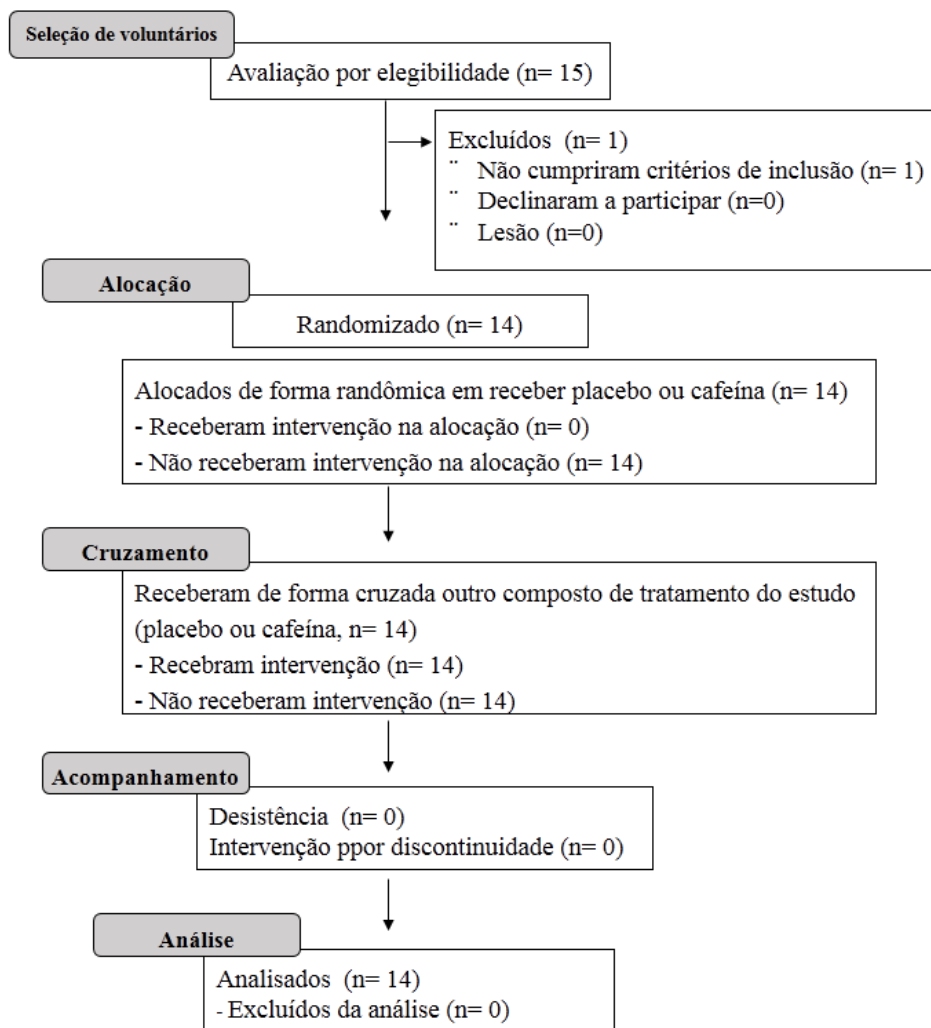 Seleção de voluntários
Avaliação por elegibilidade (n= 15)
Excluídos (n= 1)
¨ Não cumpriram critérios de inclusão (n= 1)
¨ Declinaram a participar (n=0)
¨ Lesão (n=0)
Alocação
Randomizado (n= 14)
Alocados de forma randômica em receber placebo ou cafeína (n= 14)
- Receberam intervenção na alocação (n= 0)
- Não receberam intervenção na alocação (n= 14)
Cruzamento
Receberam de forma cruzada outro composto de tratamento do estudo
(placebo ou cafeína, n= 14)
- Recebram intervenção (n= 14)
- Não receberam intervenção (n= 14)
Acompanhamento
Desistência (n= 0)
Intervenção ppor discontinuidade (n= 0)
Análise
Analisados (n= 14)
- Excluídos da análise (n= 0)